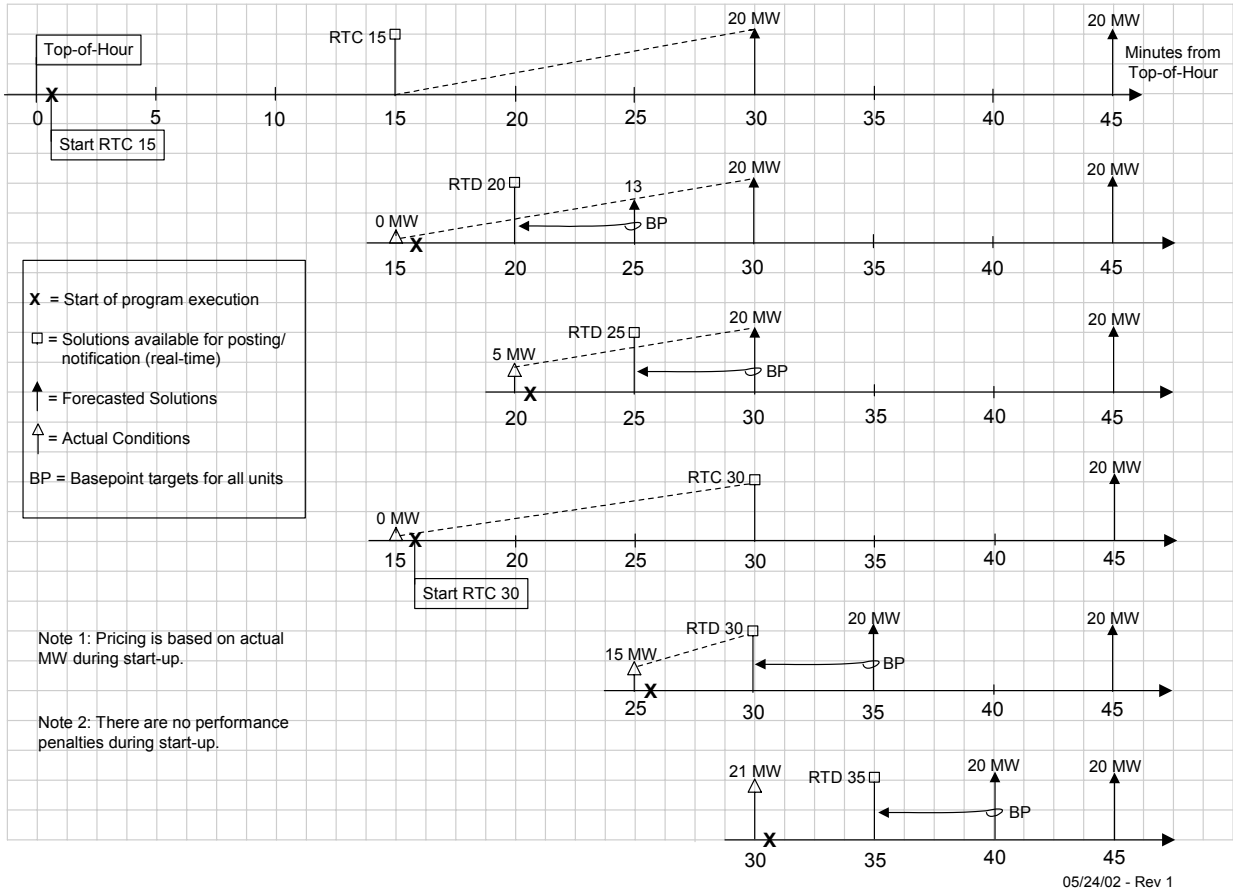 20 MW
20 MW
RTC 15
Top-of-Hour
Minutes from
Top-of-Hour
0
5
10
15
20
25
30
35
40
45
X
Start RTC 15
20 MW
20 MW
RTD 20
13
0 MW
BP
X
15
20
25
30
35
40
45
X = Start of program execution
= Solutions available for posting/
notification (real-time)
= Forecasted Solutions
= Actual Conditions
BP = Basepoint targets for all units
20 MW
20 MW
RTD 25
5 MW
BP
X
20
25
30
35
40
45
RTC 30
20 MW
0 MW
X
15
20
25
30
35
40
45
Start RTC 30
Note 1: Pricing is based on actual
MW during start-up.
Note 2: There are no performance
penalties during start-up.
RTD 30
20 MW
20 MW
15 MW
BP
X
25
30
35
40
45
21 MW
RTD 35
20 MW
20 MW
BP
X
30
35
40
45
05/24/02 - Rev 1